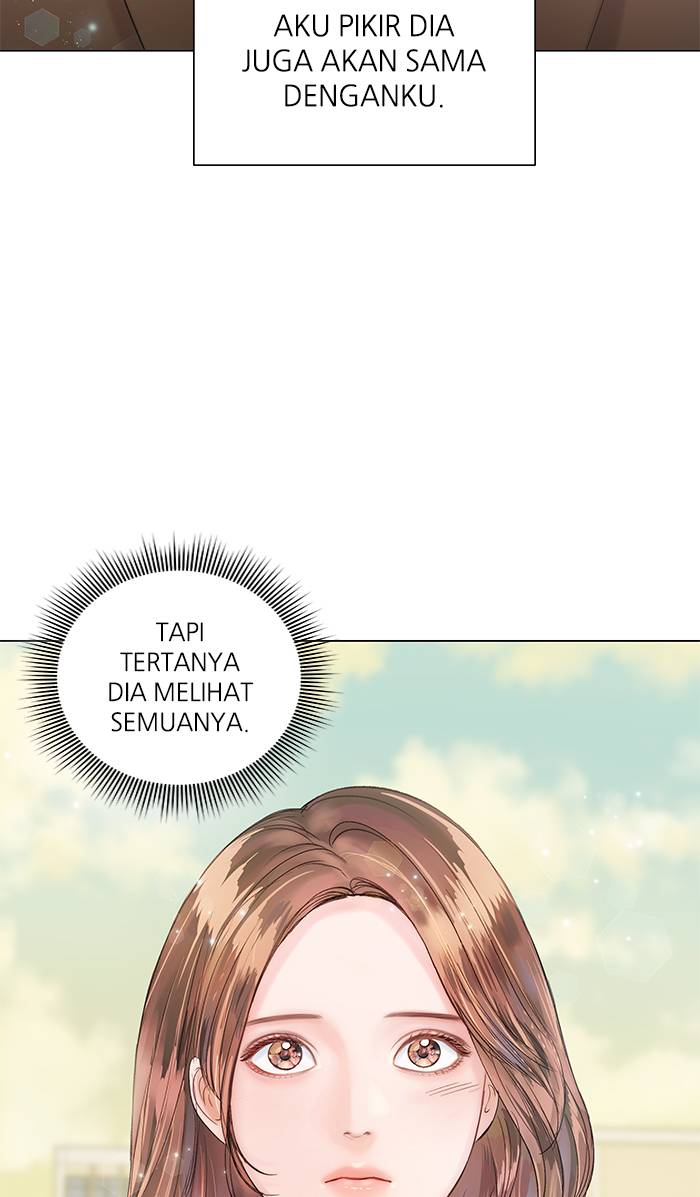 AKU PIKIR DIA
JUGA AKAN SAMA
DENGANKU.
TAPI
TERTANYA
DIA MELIHAT
SEMUANYA.